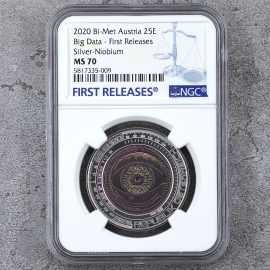 2020 Bi-Met Austria 25E
Big Data - First Releases
Silver-Niobium
MS 70
5817335-009
FIRST RELEASES®
NGC®